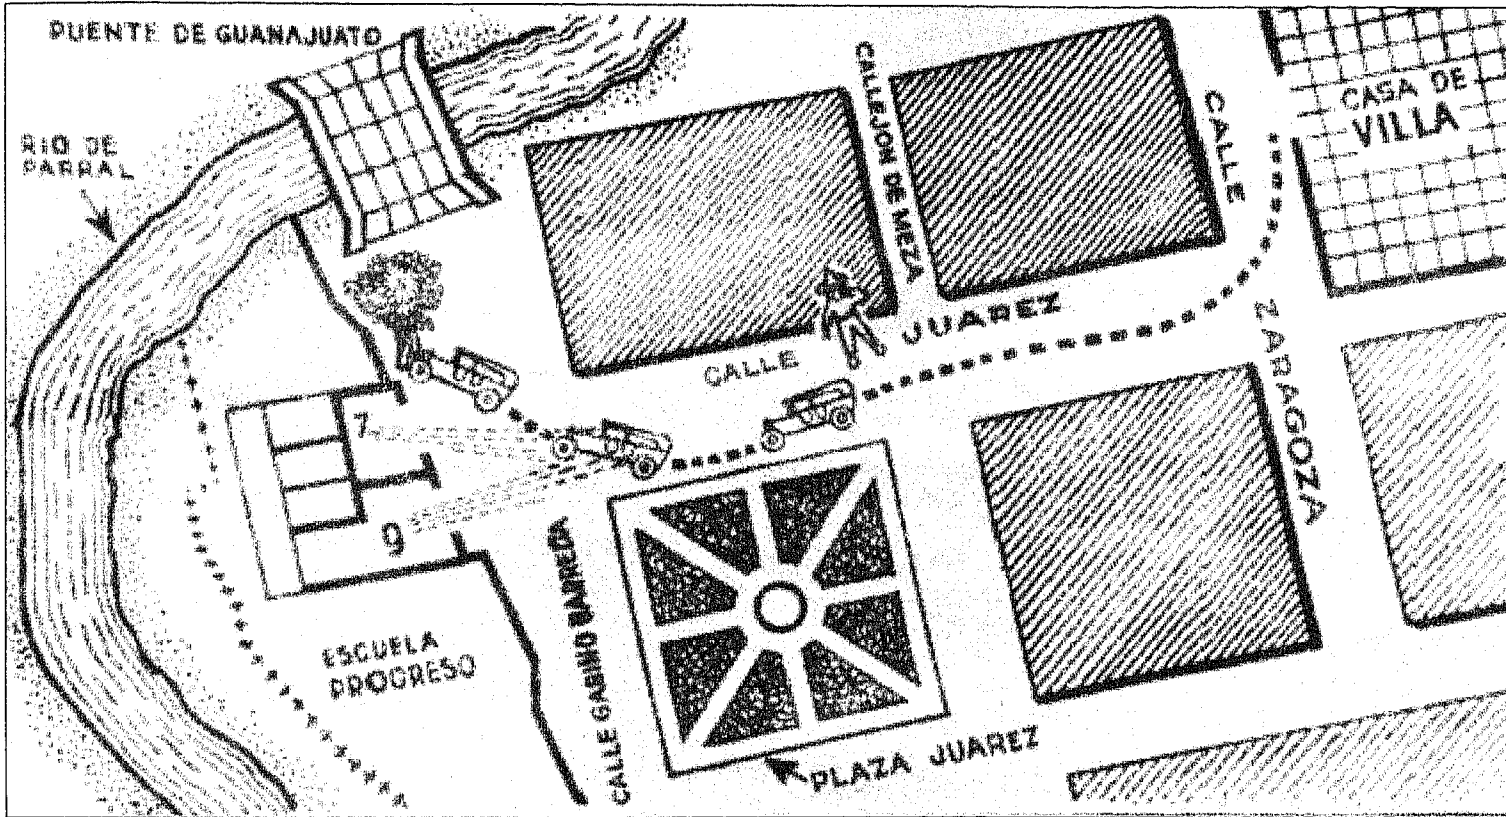 PUENTE DE GUANAJUATO
RIO DE
PARRAL
CALLEJON DE MEZA
CALLE
ZARAGOZA
CASA DE
VILLA
CALLE JUAREZ
7
9
ESCUELA
PROGRESO
CALLE GABINO BARREDA
PLAZA JUAREZ